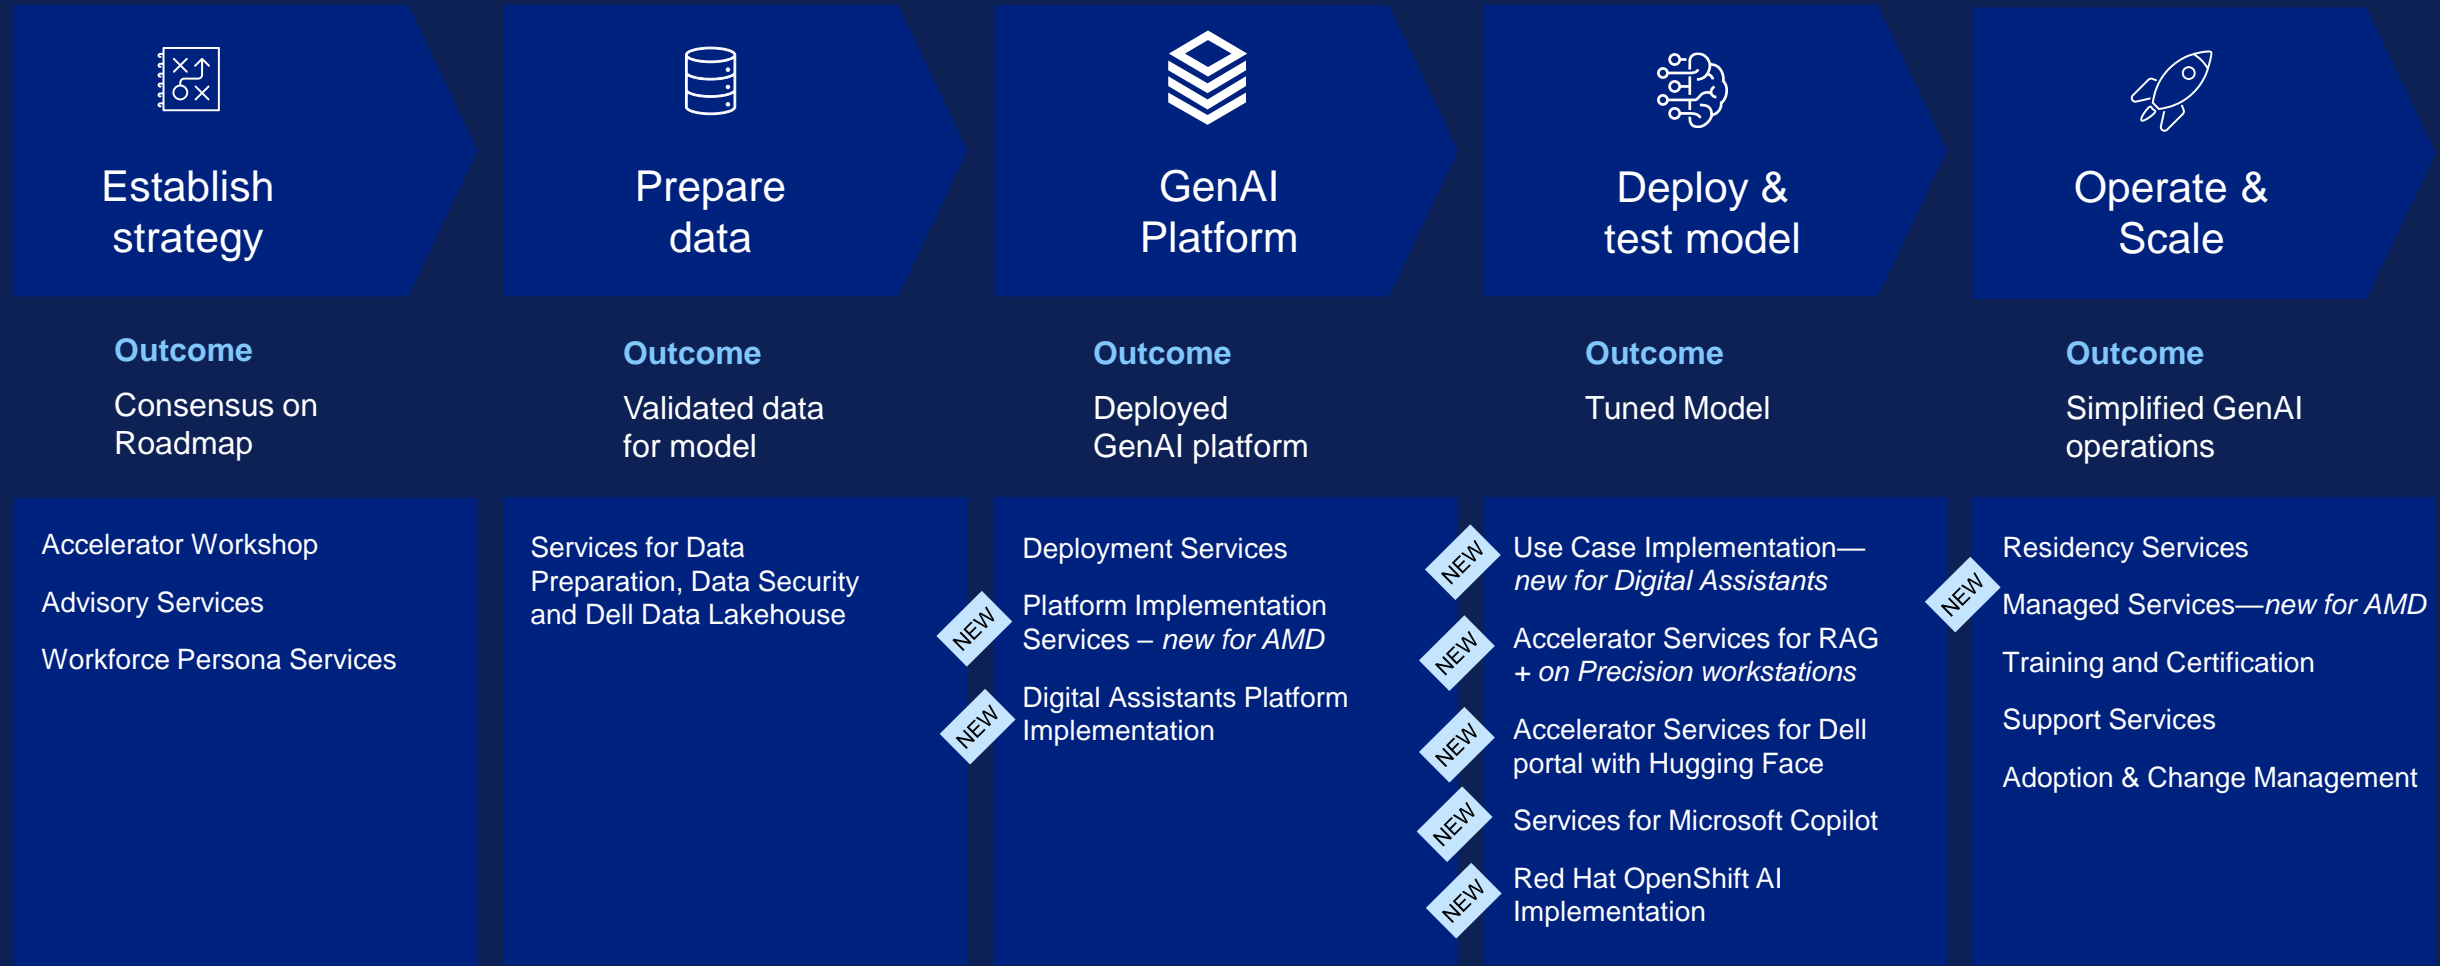 Establish
strategy
Outcome
Consensus on
Roadmap
Accelerator Workshop
Advisory Services
Workforce Persona Services
Prepare
data
Outcome
Validated data
for model
Services for Data
Preparation, Data Security
and Dell Data Lakehouse
GenAI
Platform
Outcome
Deployed
GenAI platform
Deployment Services
NEW
Platform Implementation
Services – new for AMD
NEW
Digital Assistants Platform
Implementation
Deploy &
test model
Outcome
Tuned Model
NEW
Use Case Implementation—
new for Digital Assistants
NEW
Accelerator Services for RAG
+ on Precision workstations
NEW
Accelerator Services for Dell
portal with Hugging Face
NEW
Services for Microsoft Copilot
NEW
Red Hat OpenShift AI
Implementation
Operate &
Scale
Outcome
Simplified GenAI
operations
Residency Services
NEW
Managed Services—new for AMD
Training and Certification
Support Services
Adoption & Change Management